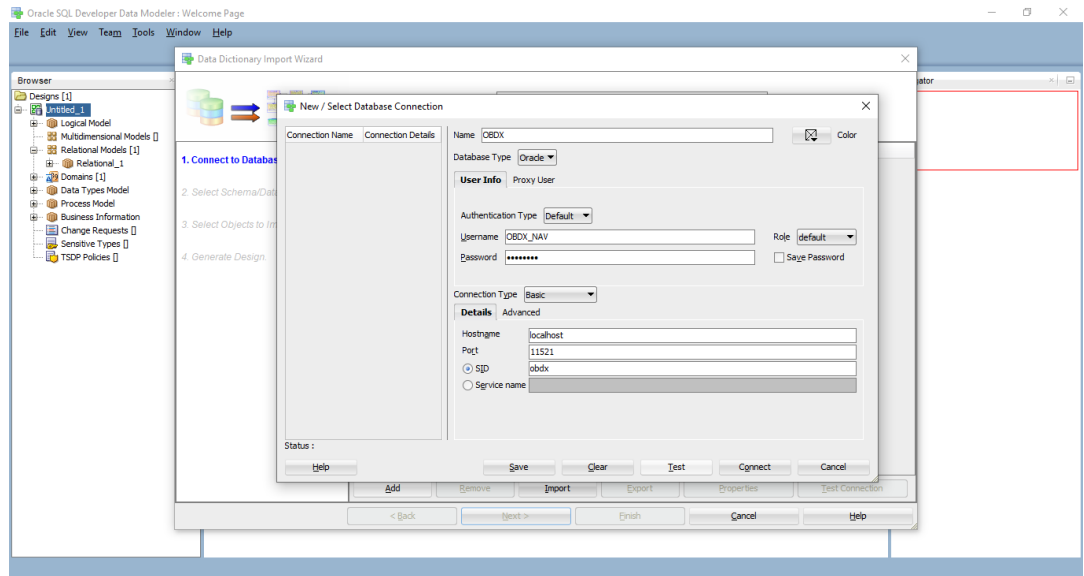 Oracle SQL Developer Data Modeler : Welcome Page
File Edit View Team Tools Window Help
Data Dictionary Import Wizard
Browser
Designs [1]
Untitled_1
Logical Model
Multidimensional Models []
Relational Models [1]
Relational_1
Domains [1]
Data Types Model
Process Model
Business Information
Change Requests []
Sensitive Types []
TSDP Policies []
1. Connect to Databas
2. Select Schema/Dat
3. Select Objects to Im
4. Generate Design.
New / Select Database Connection
Connection Name Connection Details
Name OBDX Color
Database Type Oracle
User Info Proxy User
Authentication Type Default
Username OBDX_NAV Role default
Password •••••••• Save Password
Connection Type Basic
Details Advanced
Hostname localhost
Port 11521
SID obdx
Service name
Status :
Help Save Clear Test Connect Cancel
Add Remove Import Export Properties Test Connection
< Back Next > Finish Cancel Help